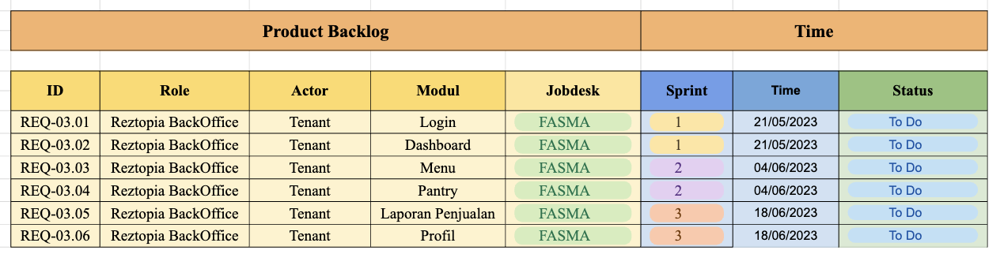 Product Backlog Time
ID Role Actor Modul Jobdesk Sprint Time Status
REQ-03.01 Reztopia BackOffice Tenant Login FASMA 1 21/05/2023 To Do
REQ-03.02 Reztopia BackOffice Tenant Dashboard FASMA 1 21/05/2023 To Do
REQ-03.03 Reztopia BackOffice Tenant Menu FASMA 2 04/06/2023 To Do
REQ-03.04 Reztopia BackOffice Tenant Pantry FASMA 2 04/06/2023 To Do
REQ-03.05 Reztopia BackOffice Tenant Laporan Penjualan FASMA 3 18/06/2023 To Do
REQ-03.06 Reztopia BackOffice Tenant Profil FASMA 3 18/06/2023 To Do